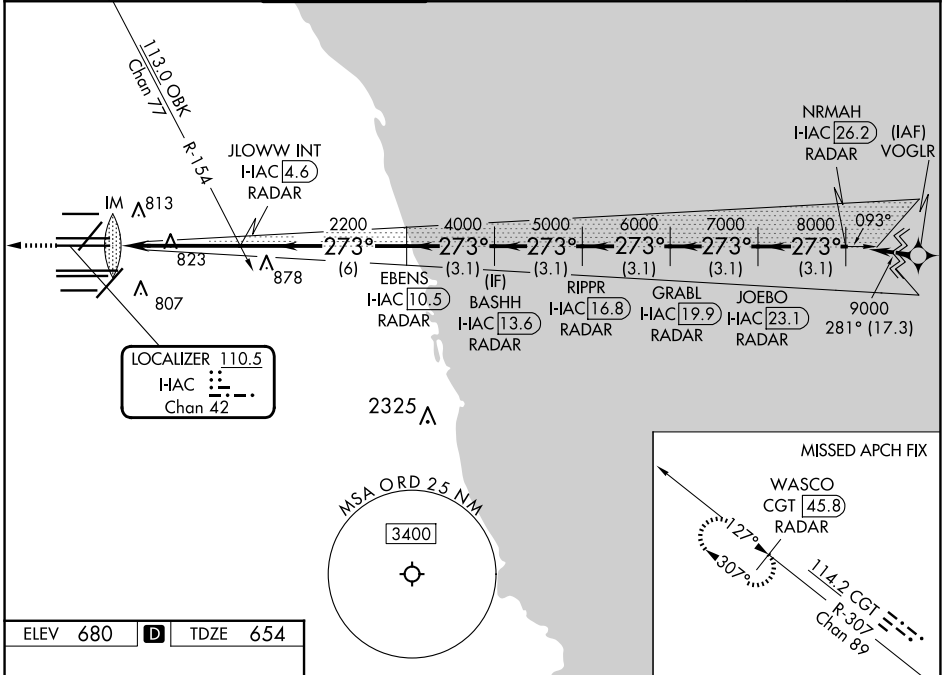 113.0 OBK
Chan 77
R-154
JLOWW INT
I-IAC 4.6
RADAR
NRMAH
I-IAC 26.2
RADAR
(IAF)
VOGLR
IM
813
823
878
807
2200
4000
5000
6000
7000
8000
093°
273°
273°
273°
273°
273°
273°
(6)
(3.1)
(3.1)
(3.1)
(3.1)
(3.1)
EBENS
I-IAC 10.5
RADAR
(IF)
BASHH
I-IAC 13.6
RADAR
RIPPR
I-IAC 16.8
RADAR
GRABL
I-IAC 19.9
RADAR
JOEBO
I-IAC 23.1
RADAR
9000
281° (17.3)
LOCALIZER 110.5
I-IAC
Chan 42
2325
MSA ORD 25 NM
3400
MISSED APCH FIX
WASCO
CGT 45.8
RADAR
127°
307°
114.2 CGT
R-307
Chan 89
ELEV 680 D TDZE 654